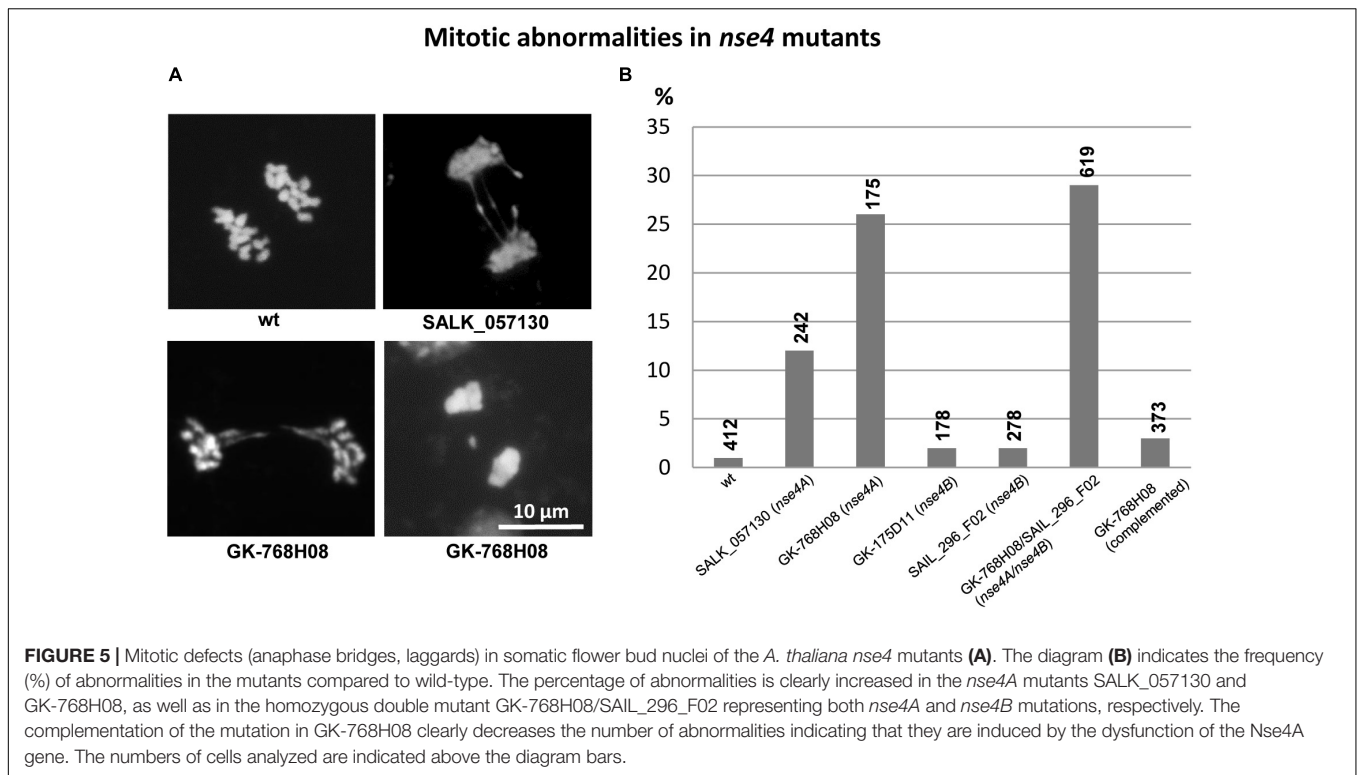 Mitotic abnormalities in nse4 mutants
A
wt
SALK_057130
GK-768H08
10 µm
GK-768H08
B
%
35
30
25
20
15
10
5
0
412
242
175
178
278
619
373
wt
SALK_057130 (nse4A)
GK-768H08 (nse4A)
GK-175D11 (nse4B)
SAIL_296_F02 (nse4B)
GK-768H08/SAIL_296_F02
(nse4A/nse4B)
GK-768H08
(complemented)
FIGURE 5 | Mitotic defects (anaphase bridges, laggards) in somatic flower bud nuclei of the A. thaliana nse4 mutants (A). The diagram (B) indicates the frequency
(%) of abnormalities in the mutants compared to wild-type. The percentage of abnormalities is clearly increased in the nse4A mutants SALK_057130 and
GK-768H08, as well as in the homozygous double mutant GK-768H08/SAIL_296_F02 representing both nse4A and nse4B mutations, respectively. The
complementation of the mutation in GK-768H08 clearly decreases the number of abnormalities indicating that they are induced by the dysfunction of the Nse4A
gene. The numbers of cells analyzed are indicated above the diagram bars.